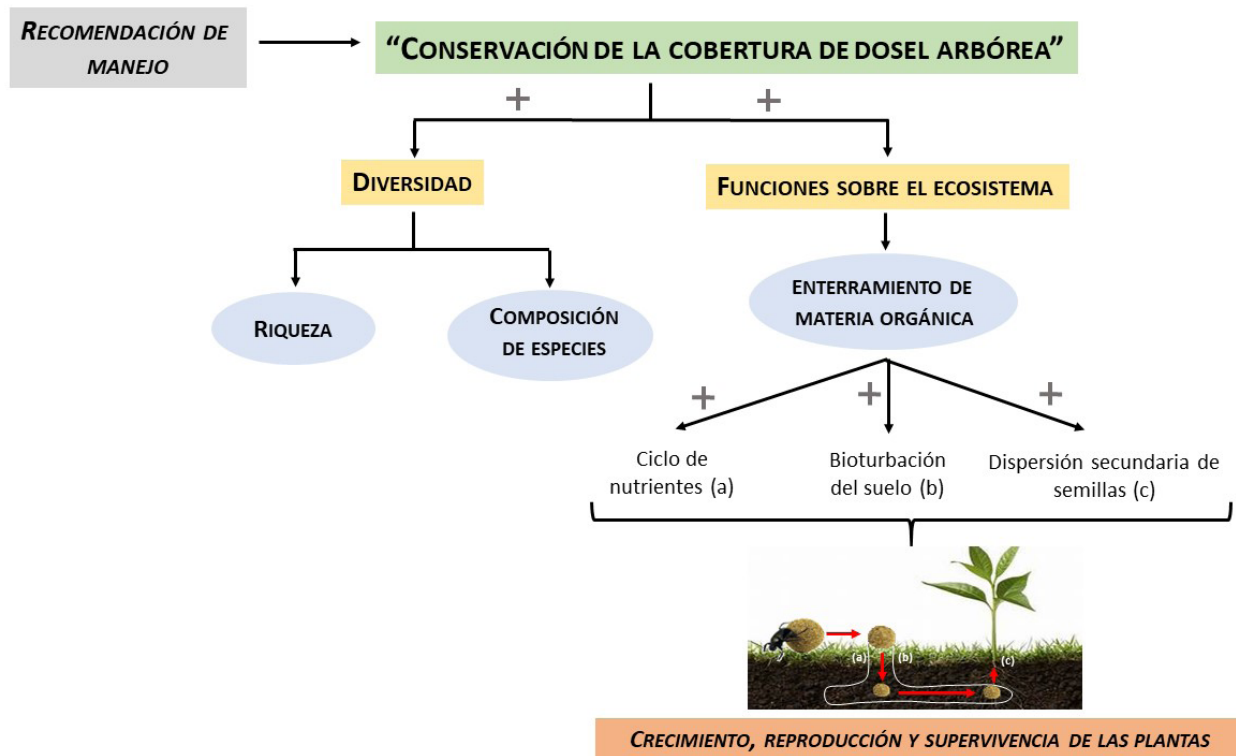 RECOMENDACIÓN DE
MANEJO
“CONSERVACIÓN DE LA COBERTURA DE DOSEL ARBÓREA”
+ +
DIVERSIDAD
FUNCIONES SOBRE EL ECOSISTEMA
RIQUEZA
COMPOSICIÓN
DE ESPECIES
ENTERRAMIENTO DE
MATERIA ORGÁNICA
+ + +
Ciclo de
nutrientes (a)
Bioturbación
del suelo (b)
Dispersión secundaria de
semillas (c)
(a) (b) (c)
CRECIMIENTO, REPRODUCCIÓN Y SUPERVIVENCIA DE LAS PLANTAS